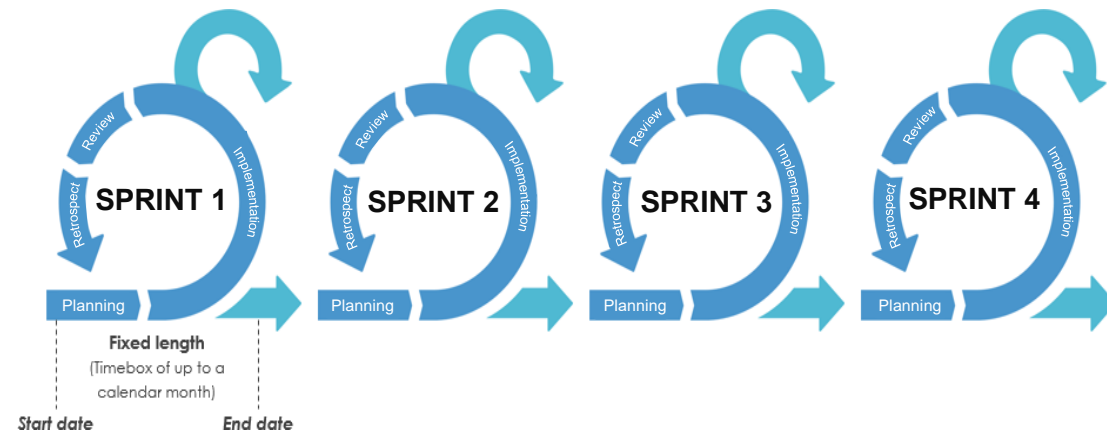 Review
Implementation
Retrospect
SPRINT 1
Planning
Review
Implementation
Retrospect
SPRINT 2
Planning
Review
Implementation
Retrospect
SPRINT 3
Planning
Review
Implementation
Retrospect
SPRINT 4
Planning
Fixed length
(Timebox of up to a
calendar month)
Start date
End date